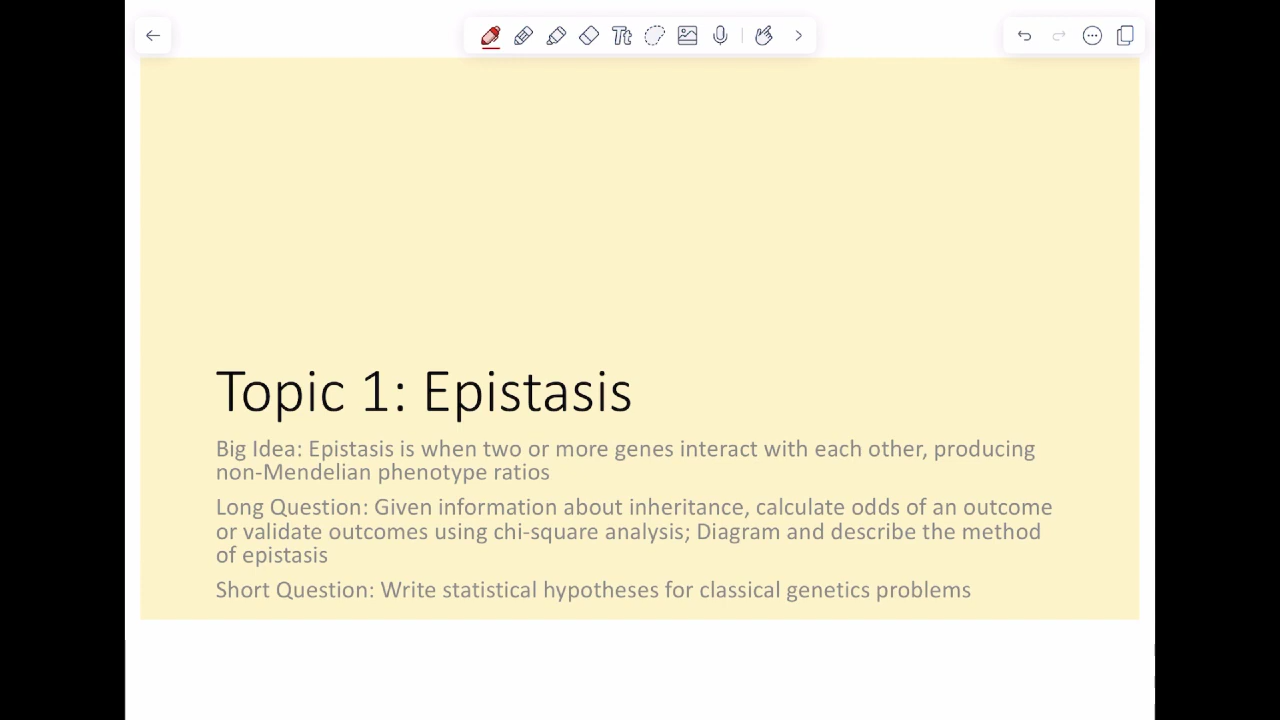 Tt
Topic 1: Epistasis
Big Idea: Epistasis is when two or more genes interact with each other, producing
non-Mendelian phenotype ratios
Long Question: Given information about inheritance, calculate odds of an outcome
or validate outcomes using chi-square analysis; Diagram and describe the method
of epistasis
Short Question: Write statistical hypotheses for classical genetics problems